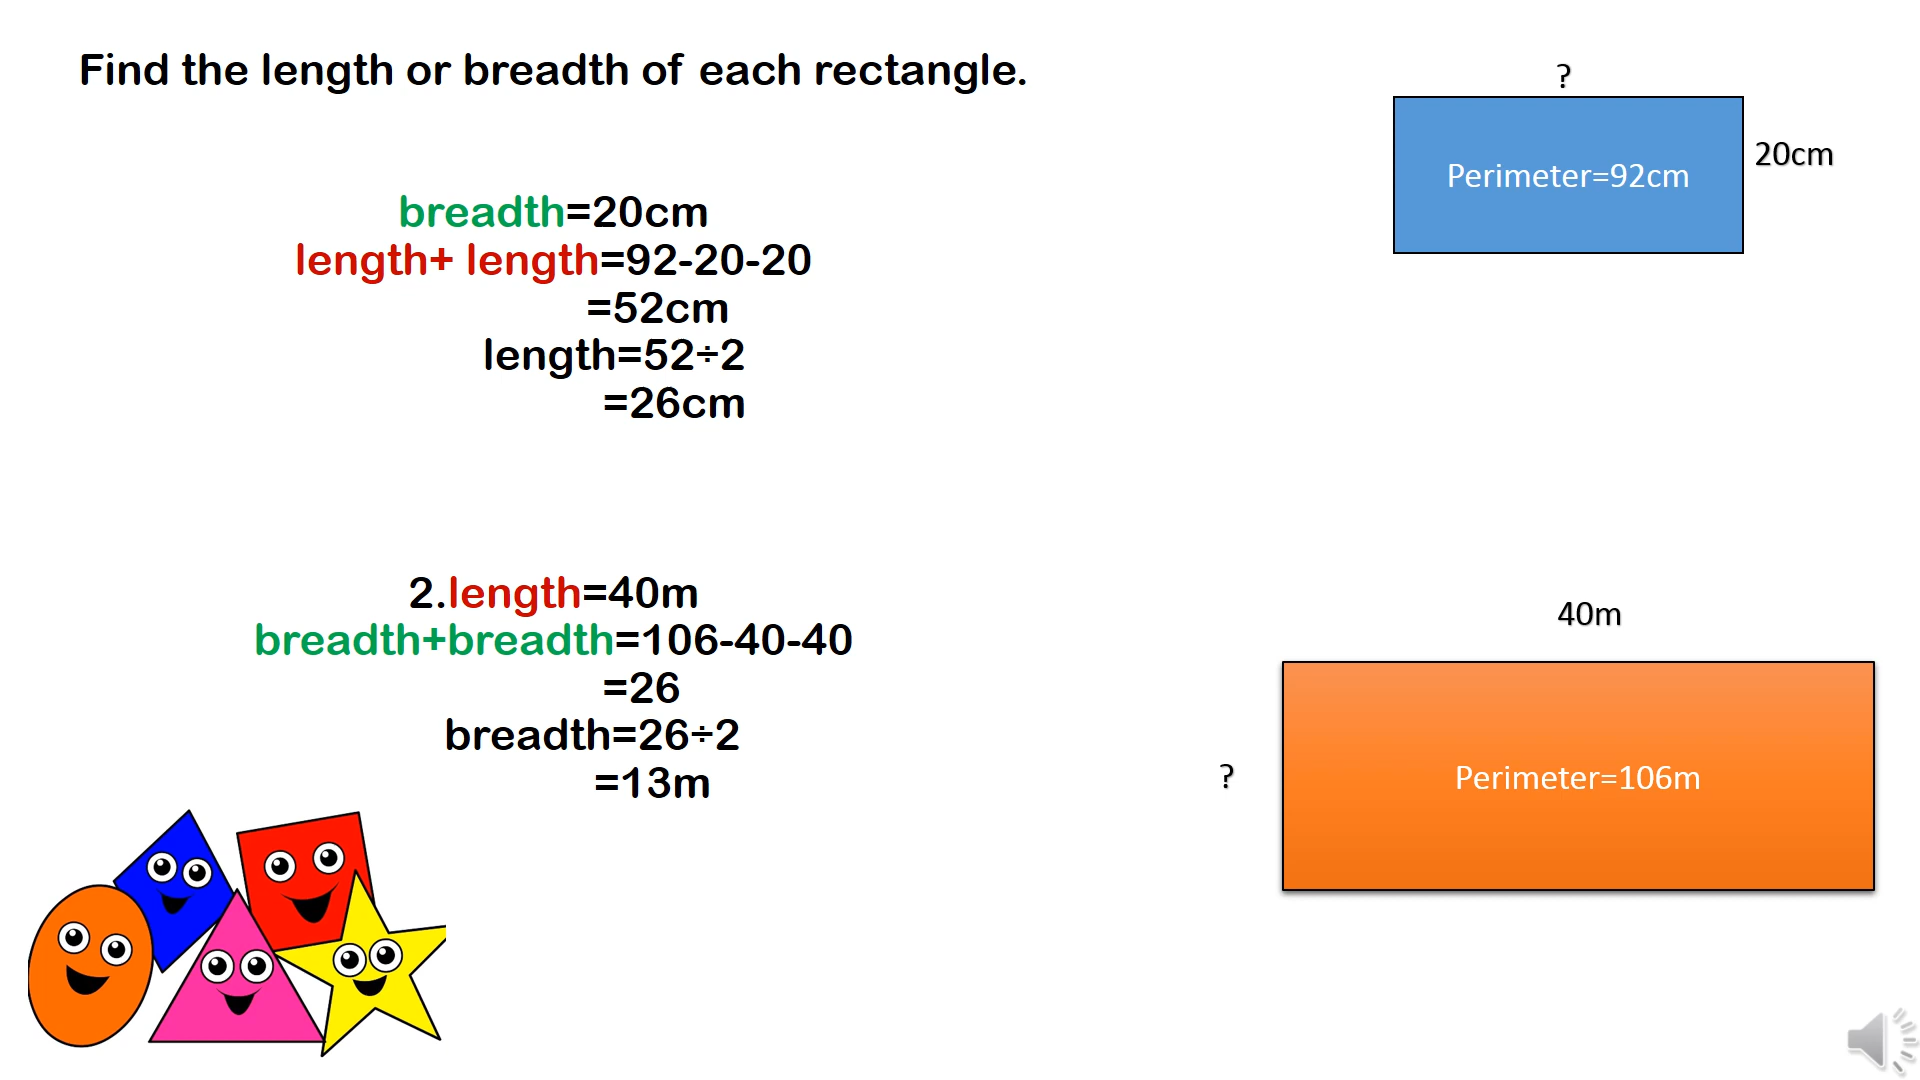 Find the length or breadth of each rectangle.
?
20cm
Perimeter=92cm
breadth=20cm
length+ length=92-20-20
=52cm
length=52÷2
=26cm
2.length=40m
breadth+breadth=106-40-40
=26
breadth=26÷2
=13m
40m
?
Perimeter=106m